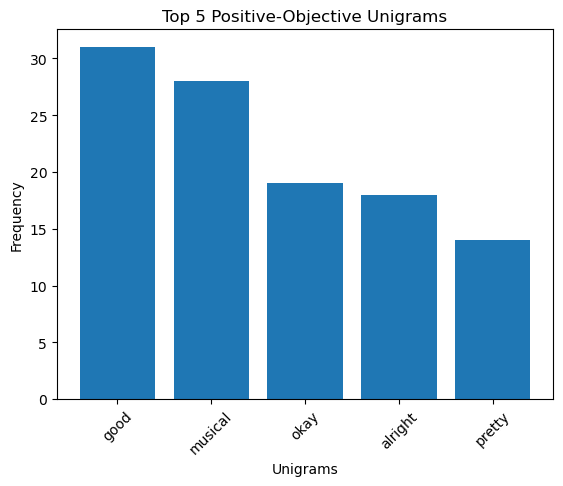 Top 5 Positive-Objective Unigrams
30
25
20
15
10
5
0
Frequency
good
musical
okay
alright
pretty
Unigrams